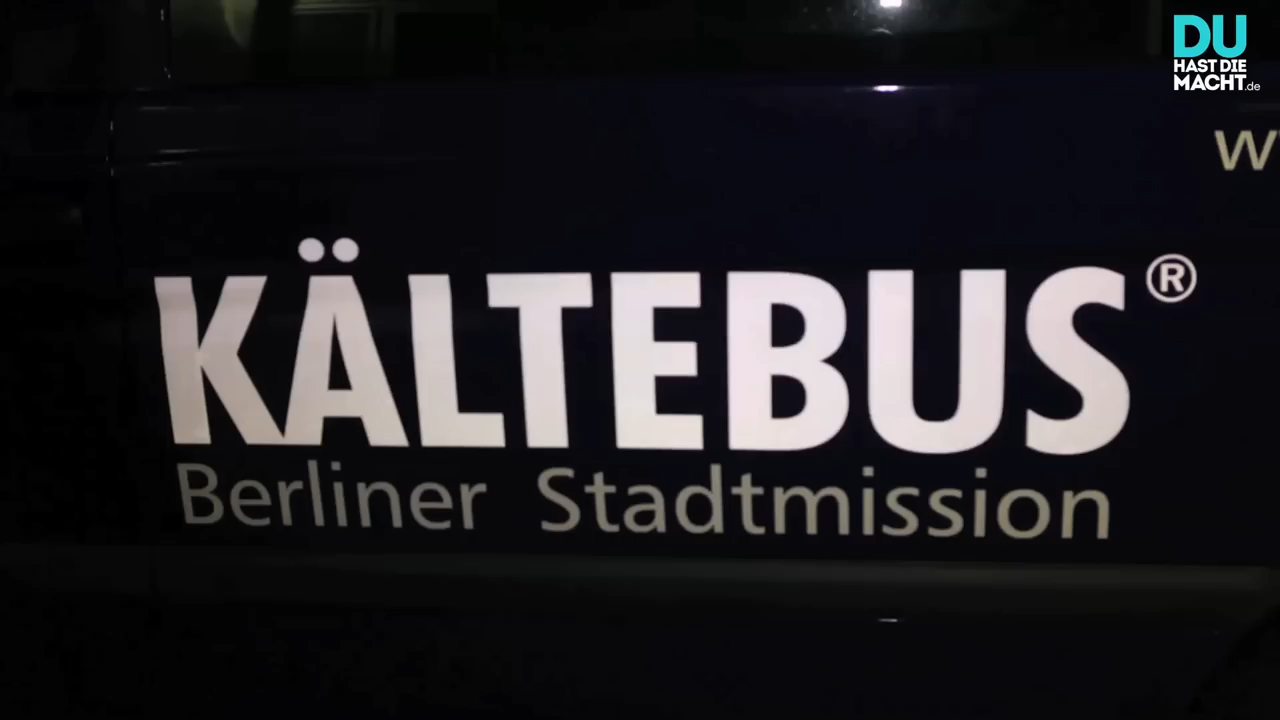 DU
HAST DIE
MACHT.de
KÄLTEBUS®
Berliner Stadtmission